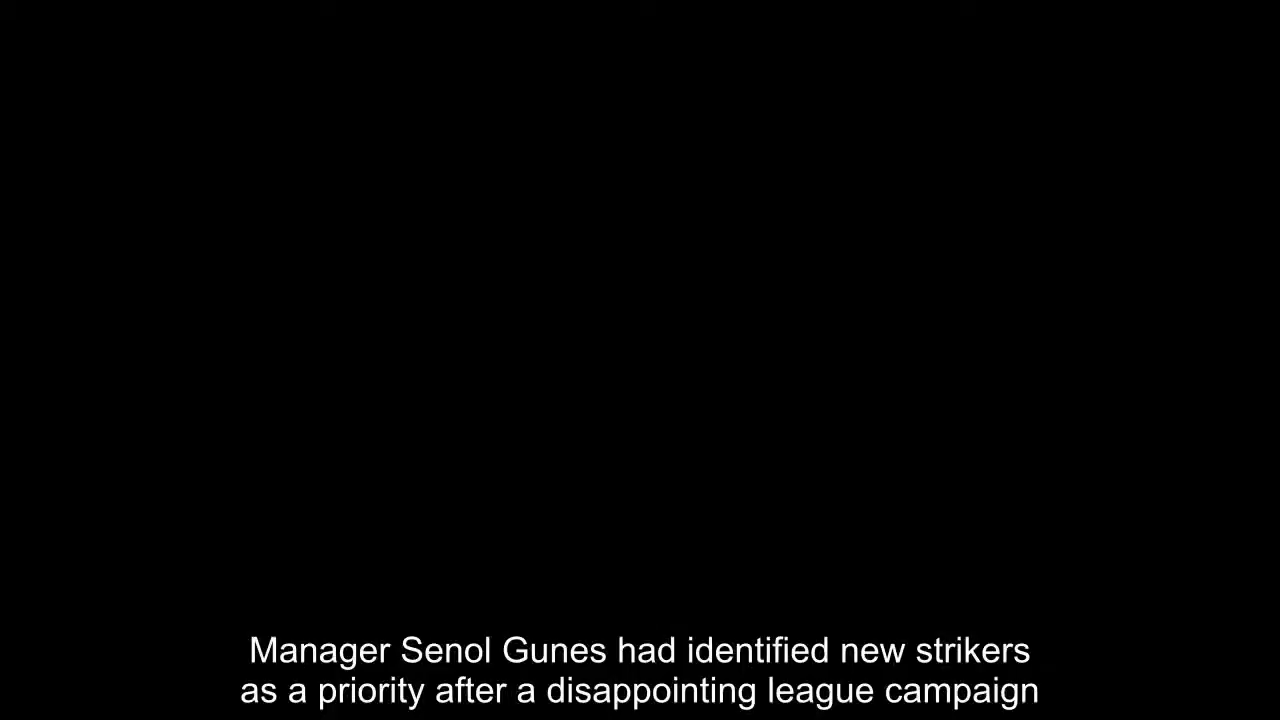 Manager Senol Gunes had identified new strikers
as a priority after a disappointing league campaign